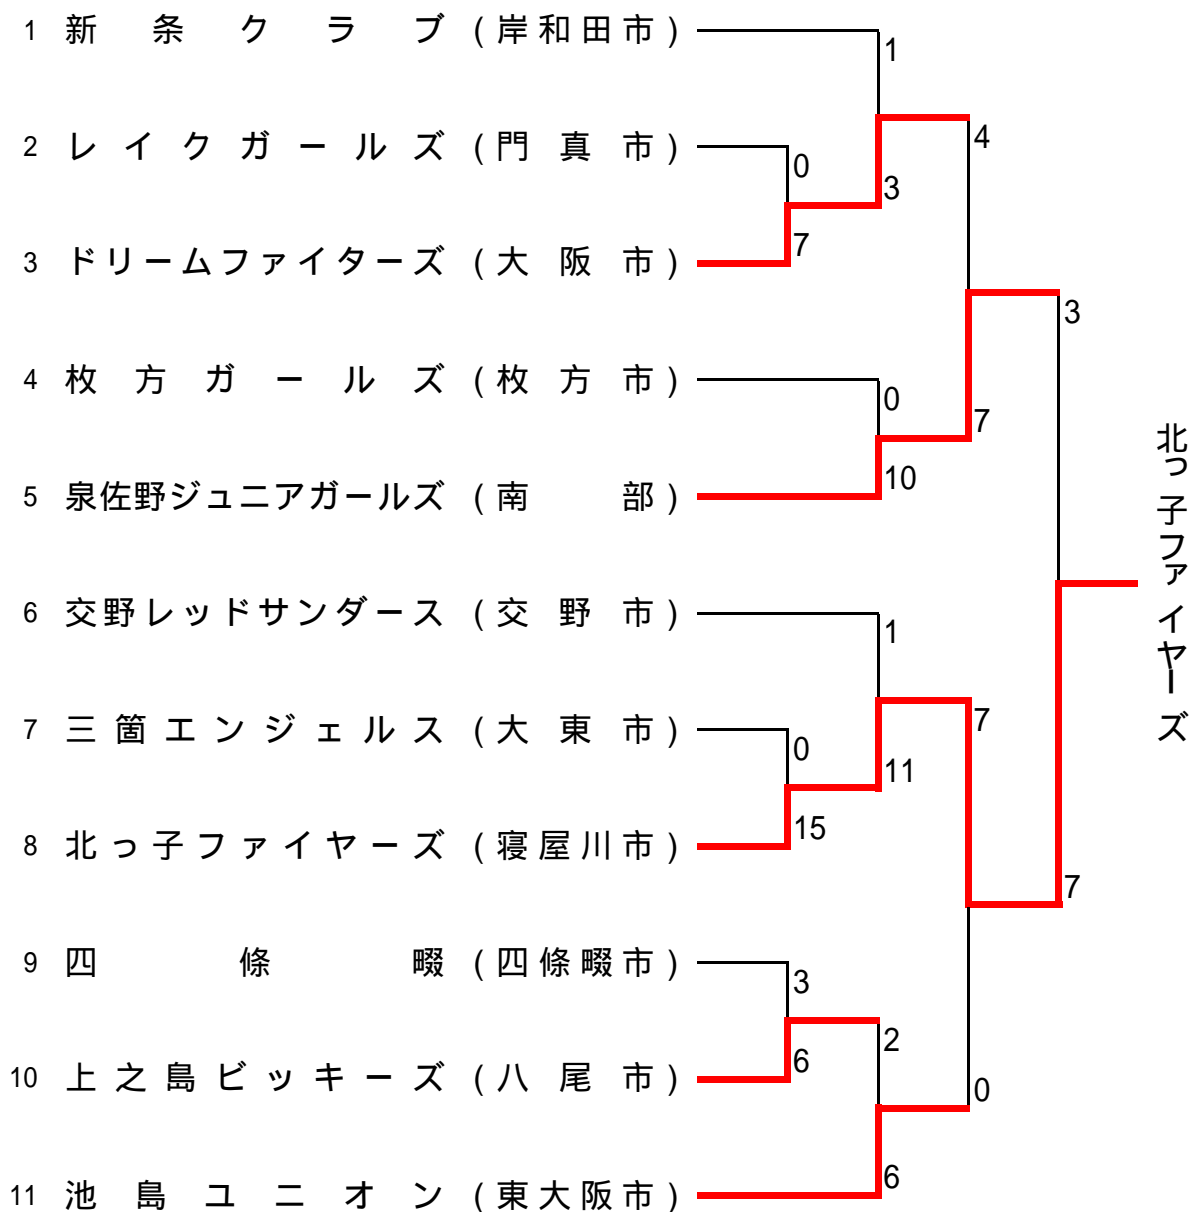 1 新条クラブ (岸和田市)
1
2 レイクガールズ (門真市)
0
4
3
3 ドリームファイターズ (大阪市)
7
3
4 枚方ガールズ (枚方市)
0
7
5 泉佐野ジュニアガールズ (南部)
10
北っ子ファイヤーズ
6 交野レッドサンダース (交野市)
1
7 三箇エンジェルス (大東市)
0
7
11
8 北っ子ファイヤーズ (寝屋川市)
15
7
9 四條畷 (四條畷市)
3
2
10 上之島ビッキーズ (八尾市)
6
0
11 池島ユニオン (東大阪市)
6